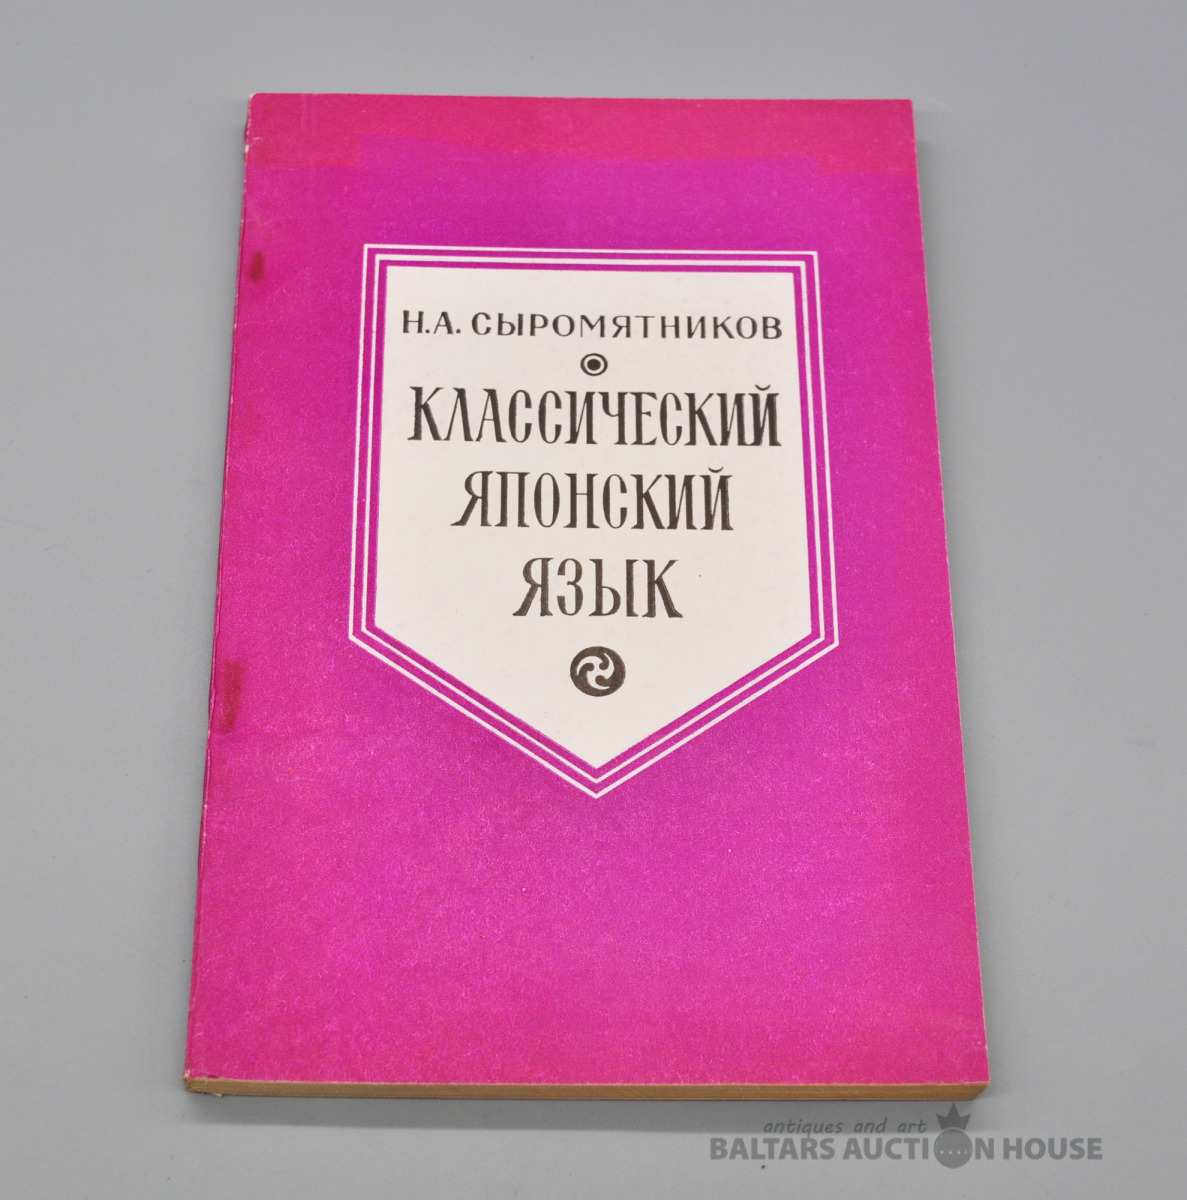 Н.А. СЫРОМЯТНИКОВ
КЛАССИЧЕСКИЙ
ЯПОНСКИЙ
ЯЗЫК
antiques and art
BALTARS AUCTION HOUSE